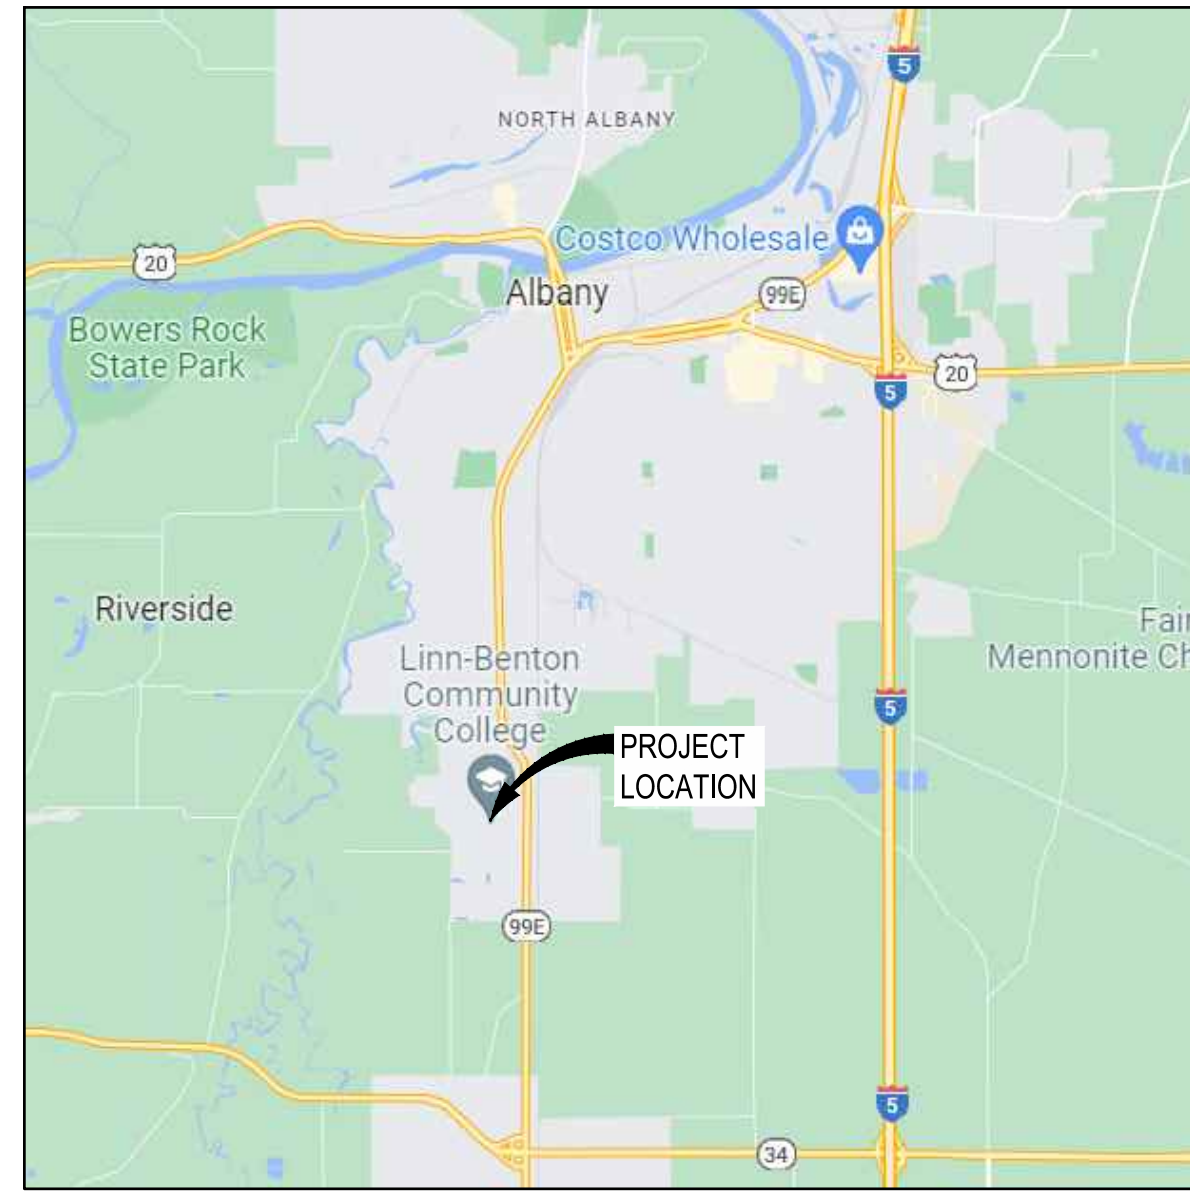 5
NORTH ALBANY
Costco Wholesale
20
Albany
99E
Bowers Rock
State Park
20
5
Riverside
Fair
Mennonite Ch
Linn-Benton
Community
College
5
PROJECT
LOCATION
99E
5
34